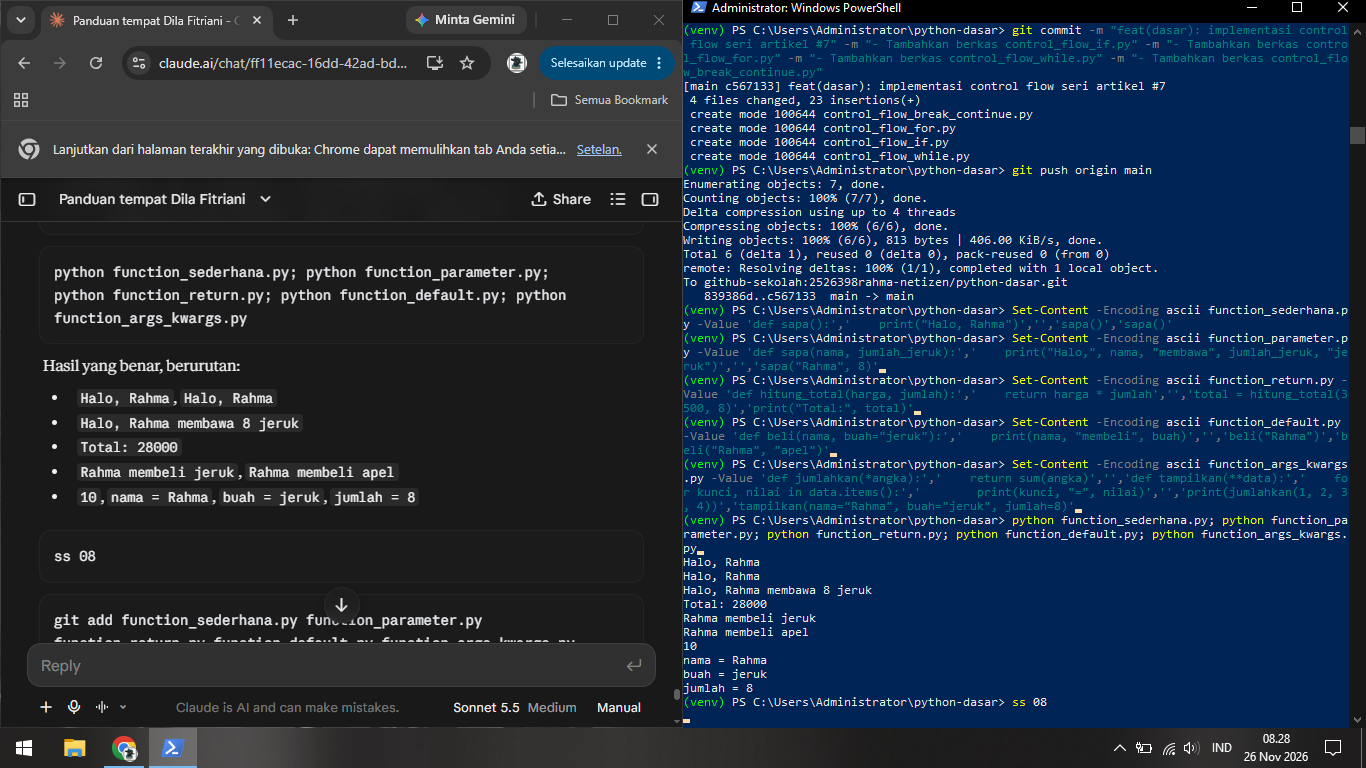 Panduan tempat Dila Fitriani - C
Minta Gemini
claude.ai/chat/ff11ecac-16dd-42ad-bd...
Selesaikan update
Semua Bookmark
Lanjutkan dari halaman terakhir yang dibuka: Chrome dapat memulihkan tab Anda setia...
Setelan.
Panduan tempat Dila Fitriani
Share
python function_sederhana.py; python function_parameter.py;
python function_return.py; python function_default.py; python
function_args_kwargs.py
Hasil yang benar, berurutan:
• Halo, Rahma, Halo, Rahma
• Halo, Rahma membawa 8 jeruk
• Total: 28000
• Rahma membeli jeruk, Rahma membeli apel
• 10, nama = Rahma, buah = jeruk, jumlah = 8
ss 08
git add function_sederhana.py function_parameter.py
function_return.py function_default.py function_args_kwargs.py
Reply
Claude is AI and can make mistakes.
Sonnet 5.5 Medium
Manual
Administrator: Windows PowerShell
(venv) PS C:\Users\Administrator\python-dasar> git commit -m "feat(dasar): implementasi control
 flow seri artikel #7" -m "- Tambahkan berkas control_flow_if.py" -m "- Tambahkan berkas control
_flow_for.py" -m "- Tambahkan berkas control_flow_while.py" -m "- Tambahkan berkas control_flo
w_break_continue.py"
[main c567133] feat(dasar): implementasi control flow seri artikel #7
 4 files changed, 23 insertions(+)
 create mode 100644 control_flow_break_continue.py
 create mode 100644 control_flow_for.py
 create mode 100644 control_flow_if.py
 create mode 100644 control_flow_while.py
(venv) PS C:\Users\Administrator\python-dasar> git push origin main
Enumerating objects: 7, done.
Counting objects: 100% (7/7), done.
Delta compression using up to 4 threads
Compressing objects: 100% (6/6), done.
Writing objects: 100% (6/6), 813 bytes | 406.00 KiB/s, done.
Total 6 (delta 1), reused 0 (delta 0), pack-reused 0 (from 0)
remote: Resolving deltas: 100% (1/1), completed with 1 local object.
To github-sekolah:2526398rahma-netizen/python-dasar.git
   839386d..c567133  main -> main
(venv) PS C:\Users\Administrator\python-dasar> Set-Content -Encoding ascii function_sederhana.p
y -Value 'def sapa():','    print("Halo, Rahma")','','sapa()','sapa()'
(venv) PS C:\Users\Administrator\python-dasar> Set-Content -Encoding ascii function_parameter.p
y -Value 'def sapa(nama, jumlah_jeruk):','    print("Halo,", nama, "membawa", jumlah_jeruk, "je
ruk")','','sapa("Rahma", 8)'
(venv) PS C:\Users\Administrator\python-dasar> Set-Content -Encoding ascii function_return.py -
Value 'def hitung_total(harga, jumlah):','    return harga * jumlah','','total = hitung_total(3
500, 8)','print("Total:", total)'
(venv) PS C:\Users\Administrator\python-dasar> Set-Content -Encoding ascii function_default.py
-Value 'def beli(nama, buah="jeruk"):','    print(nama, "membeli", buah)','','beli("Rahma")','b
eli("Rahma", "apel")'
(venv) PS C:\Users\Administrator\python-dasar> Set-Content -Encoding ascii function_args_kwargs
.py -Value 'def jumlahkan(*angka):','    return sum(angka)','','def tampilkan(**data):','    fo
r kunci, nilai in data.items():','        print(kunci, "=", nilai)','','print(jumlahkan(1, 2, 3
, 4))','tampilkan(nama="Rahma", buah="jeruk", jumlah=8)'
(venv) PS C:\Users\Administrator\python-dasar> python function_sederhana.py; python function_pa
rameter.py; python function_return.py; python function_default.py; python function_args_kwargs.
py
Halo, Rahma
Halo, Rahma
Halo, Rahma membawa 8 jeruk
Total: 28000
Rahma membeli jeruk
Rahma membeli apel
10
nama = Rahma
buah = jeruk
jumlah = 8
(venv) PS C:\Users\Administrator\python-dasar> ss 08
IND
08.28
26 Nov 2026